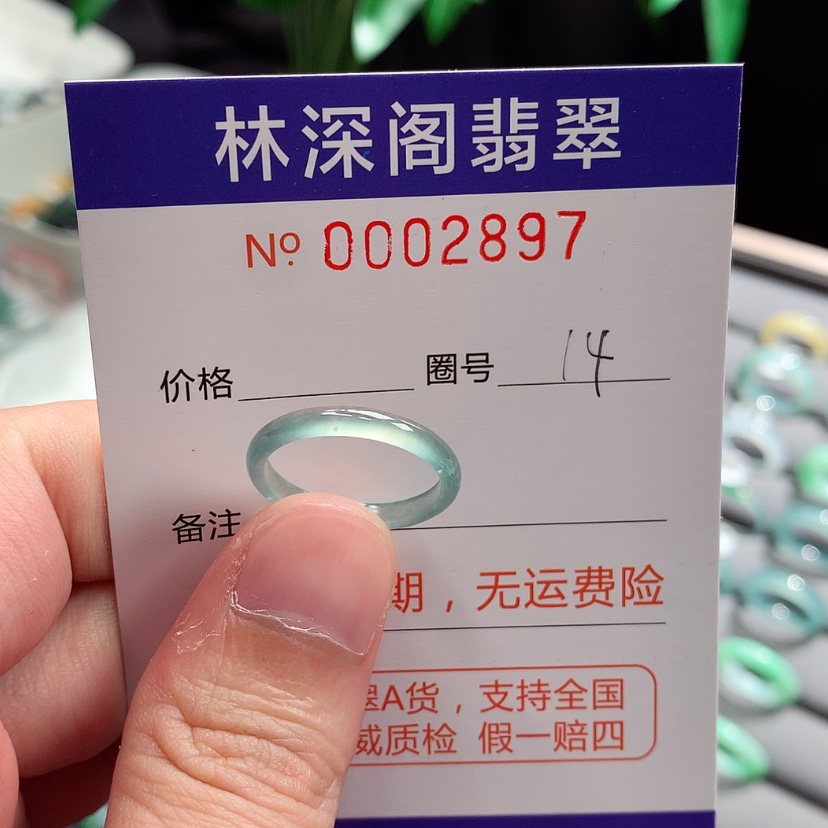 林深阁翡翠
Nº 0002897
价格 圈号 14
备注
期，无运费险
A货，支持全国
威质检 假一赔四